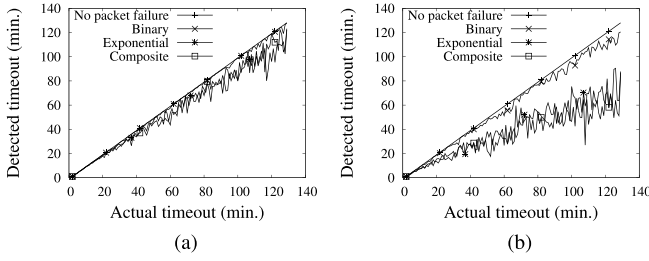 Detected timeout (min.)
140
120
100
80
60
40
20
0
No packet failure
Binary
Exponential
Composite
0 20 40 60 80 100 120 140
Actual timeout (min.)
(a)
Detected timeout (min.)
140
120
100
80
60
40
20
0
No packet failure
Binary
Exponential
Composite
0 20 40 60 80 100 120 140
Actual timeout (min.)
(b)